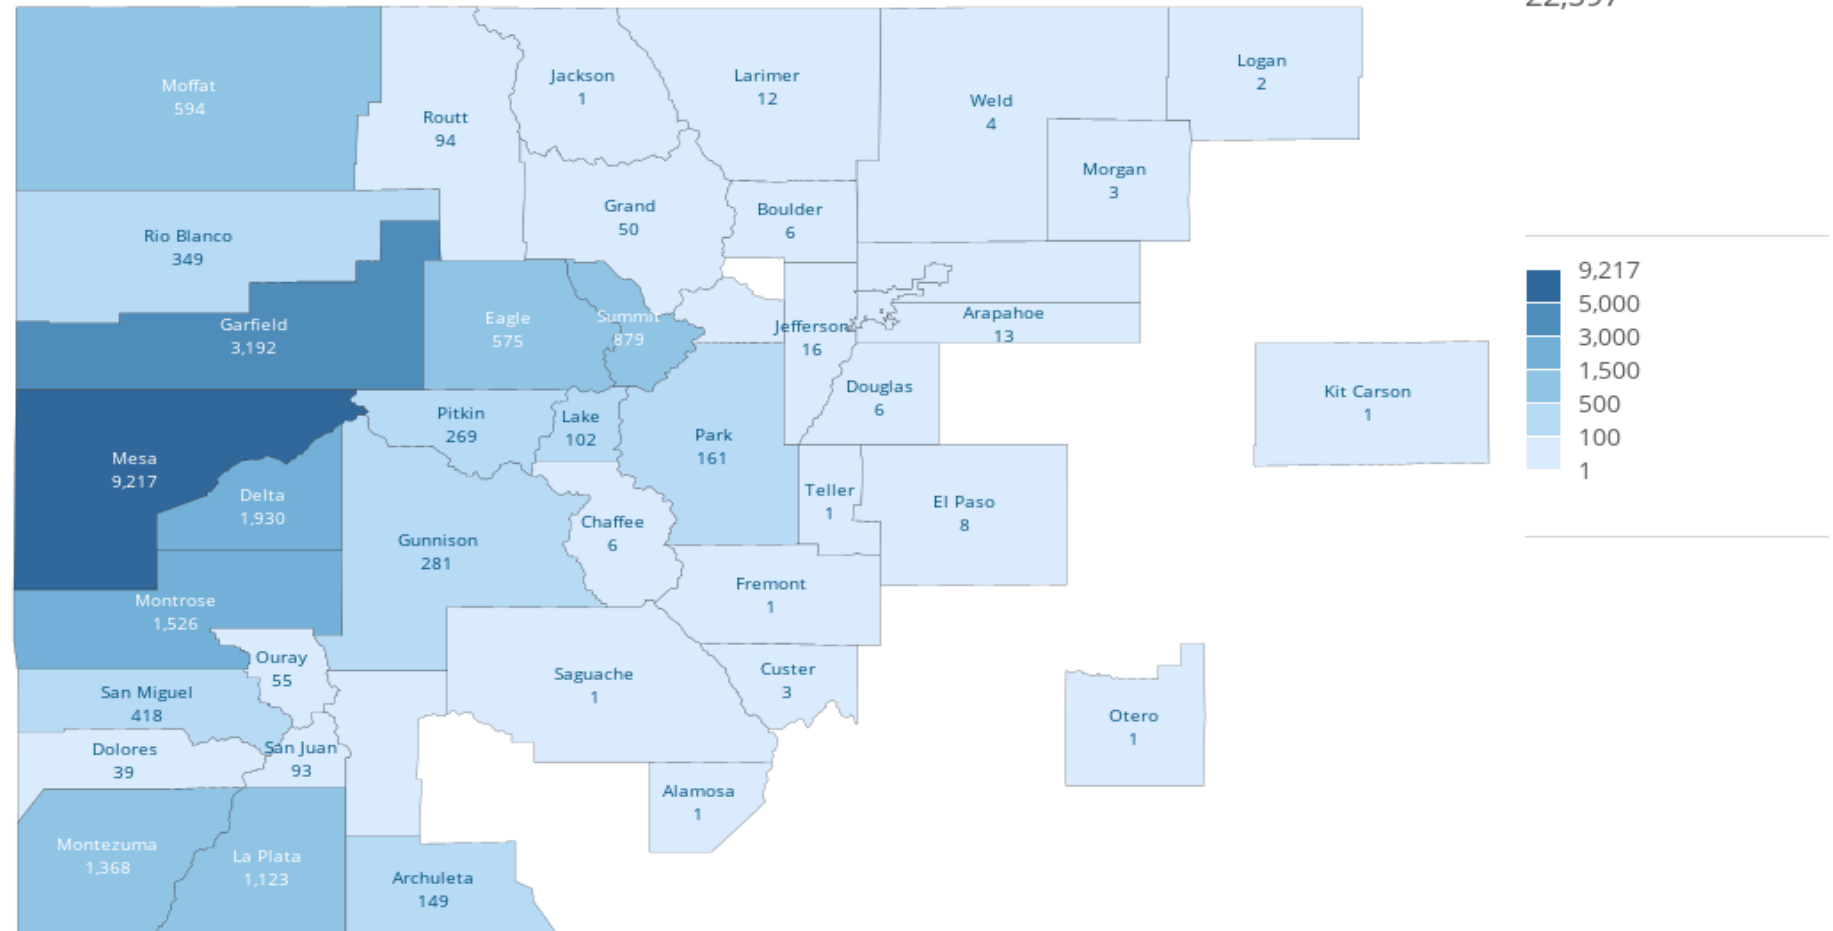 Moffat
594
Routt
94
Jackson
1
Larimer
12
Weld
4
Logan
2
Morgan
3
Rio Blanco
349
Grand
50
Boulder
6
Garfield
3,192
Eagle
575
Summit
879
Jefferson
16
Arapahoe
13
Douglas
6
Kit Carson
1
Mesa
9,217
Delta
1,930
Pitkin
269
Lake
102
Park
161
Teller
1
El Paso
8
Gunnison
281
Chaffee
6
Fremont
1
Montrose
1,526
Ouray
55
San Miguel
418
Saguache
1
Custer
3
Otero
1
Dolores
39
San Juan
93
Alamosa
1
Montezuma
1,368
La Plata
1,123
Archuleta
149
9,217
5,000
3,000
1,500
500
100
1